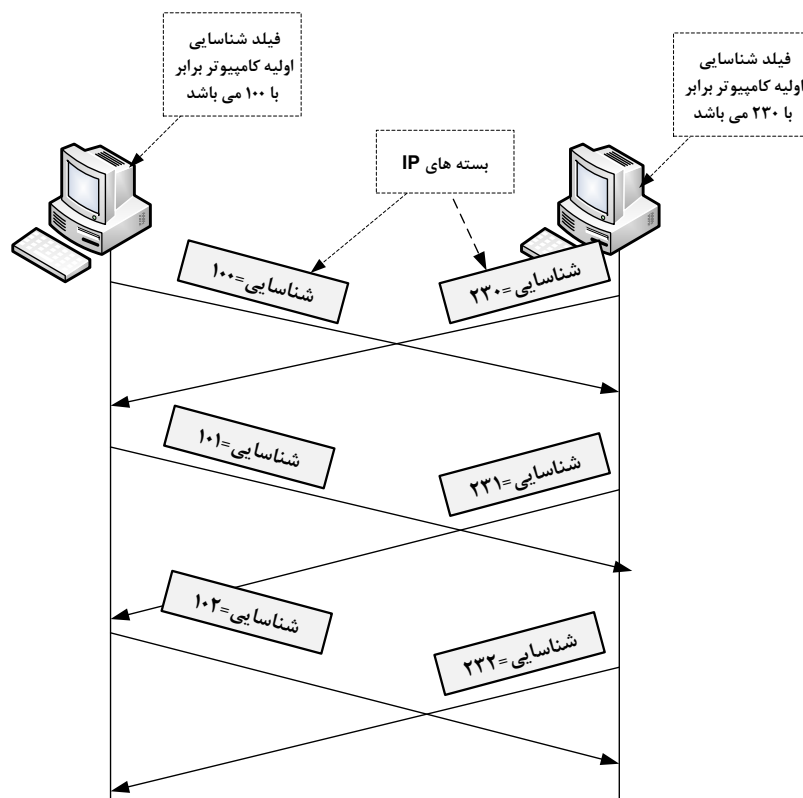 فیلد شناسایی
اولیه کامپیوتر برابر
با ۱۰۰ می باشد
فیلد شناسایی
اولیه کامپیوتر برابر
با ۲۳۰ می باشد
بسته های IP
شناسایی=۱۰۰
شناسایی=۲۳۰
شناسایی=۱۰۱
شناسایی=۲۳۱
شناسایی=۱۰۲
شناسایی=۲۳۲